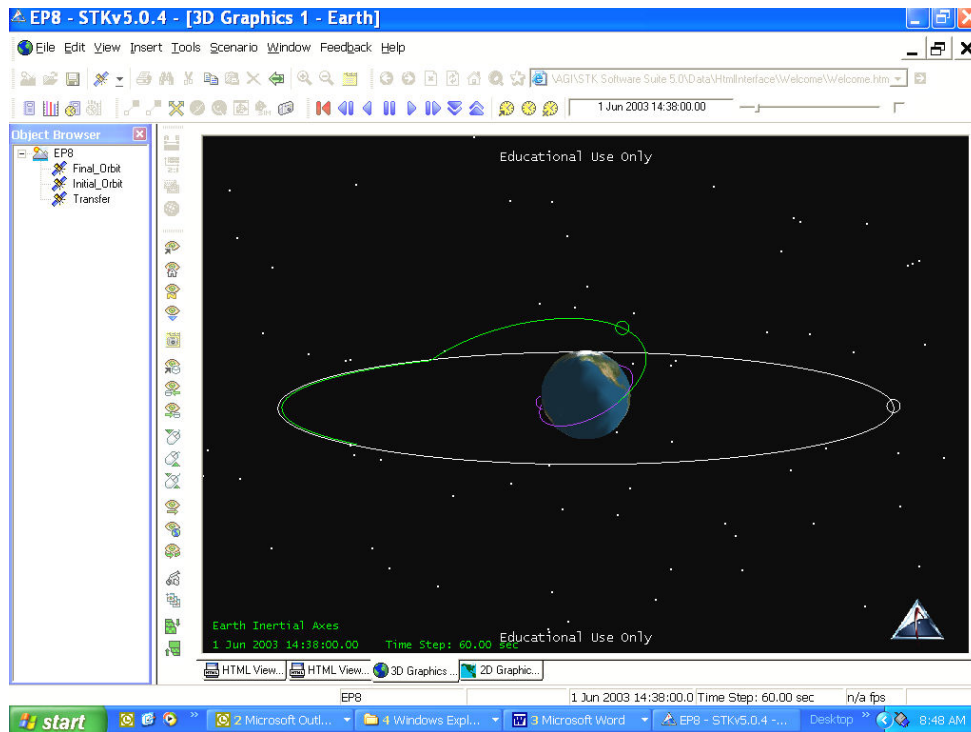 EP8 - STKv5.0.4 - [3D Graphics 1 - Earth]
File Edit View Insert Tools Scenario Window Feedback Help
\AGI\STK Software Suite 5.0\Data\HtmlInterface\Welcome\Welcome.htm
1 Jun 2003 14:38:00.00
Object Browser
EP8
Final_Orbit
Initial_Orbit
Transfer
Educational Use Only
Earth Inertial Axes
1 Jun 2003 14:38:00.00 Time Step: 60.00 sec
Educational Use Only
HTML View... HTML View... 3D Graphics ... 2D Graphic...
EP8 1 Jun 2003 14:38:00.0 Time Step: 60.00 sec n/a fps
start 2 Microsoft Outl... 4 Windows Expl... 3 Microsoft Word EP8 - STKv5.0.4 -... Desktop » 8:48 AM